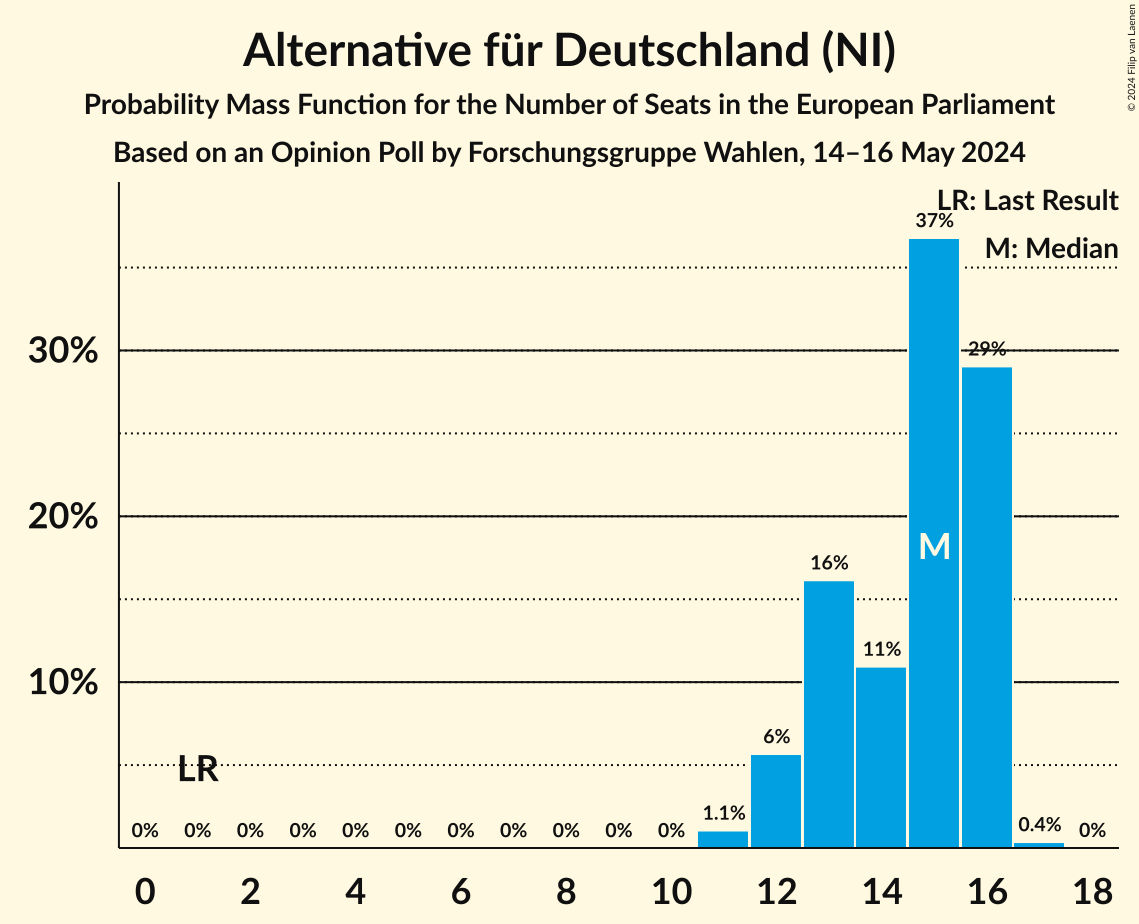 Alternative für Deutschland (NI)
Probability Mass Function for the Number of Seats in the European Parliament
Based on an Opinion Poll by Forschungsgruppe Wahlen, 14–16 May 2024
© 2024 Filip van Laenen
LR: Last Result
M: Median
30%
20%
10%
LR
M
0% 0% 0% 0% 0% 0% 0% 0% 0% 0% 0% 1.1% 6% 16% 11% 37% 29% 0.4% 0%
0 2 4 6 8 10 12 14 16 18